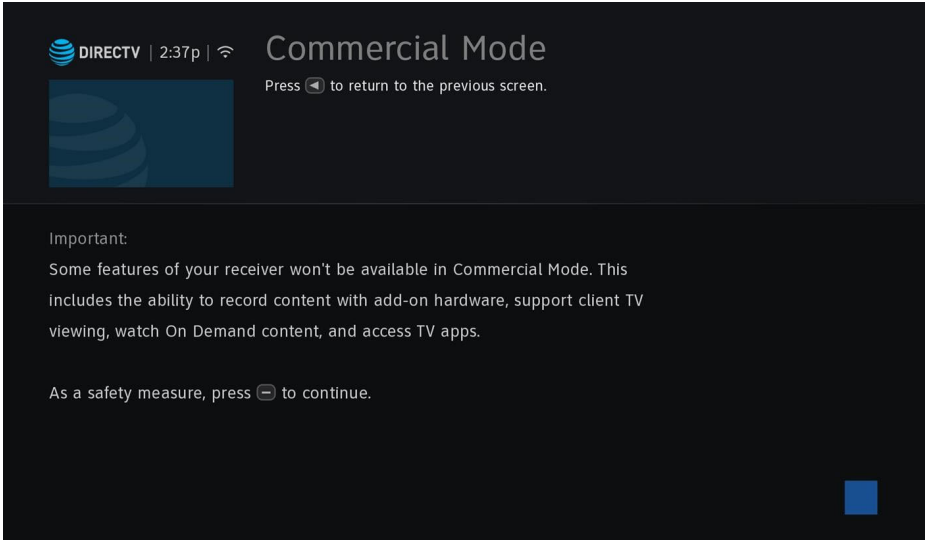 DIRECTV | 2:37p |
Commercial Mode
Press ◀ to return to the previous screen.
Important:
Some features of your receiver won't be available in Commercial Mode. This
includes the ability to record content with add-on hardware, support client TV
viewing, watch On Demand content, and access TV apps.
As a safety measure, press – to continue.